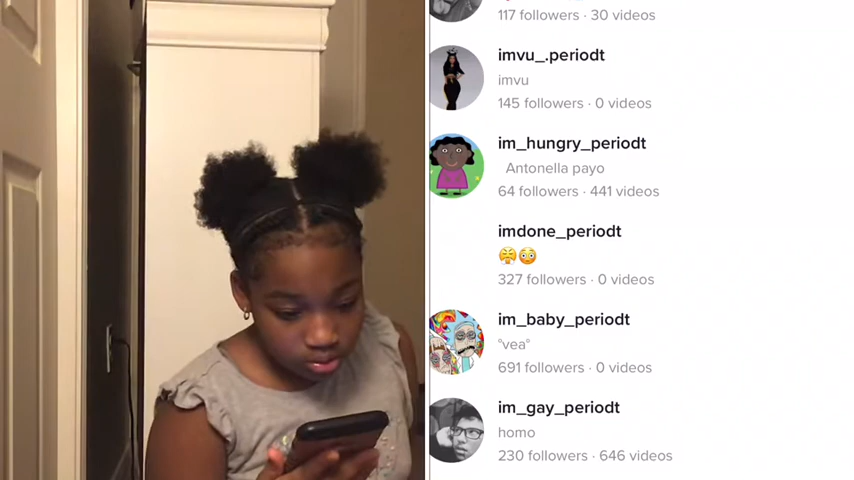 117 followers · 30 videos
imvu_.periodt
imvu
145 followers · 0 videos
im_hungry_periodt
Antonella payo
64 followers · 441 videos
imdone_periodt
😤😳
327 followers · 0 videos
im_baby_periodt
°vea°
691 followers · 0 videos
im_gay_periodt
homo
230 followers · 646 videos